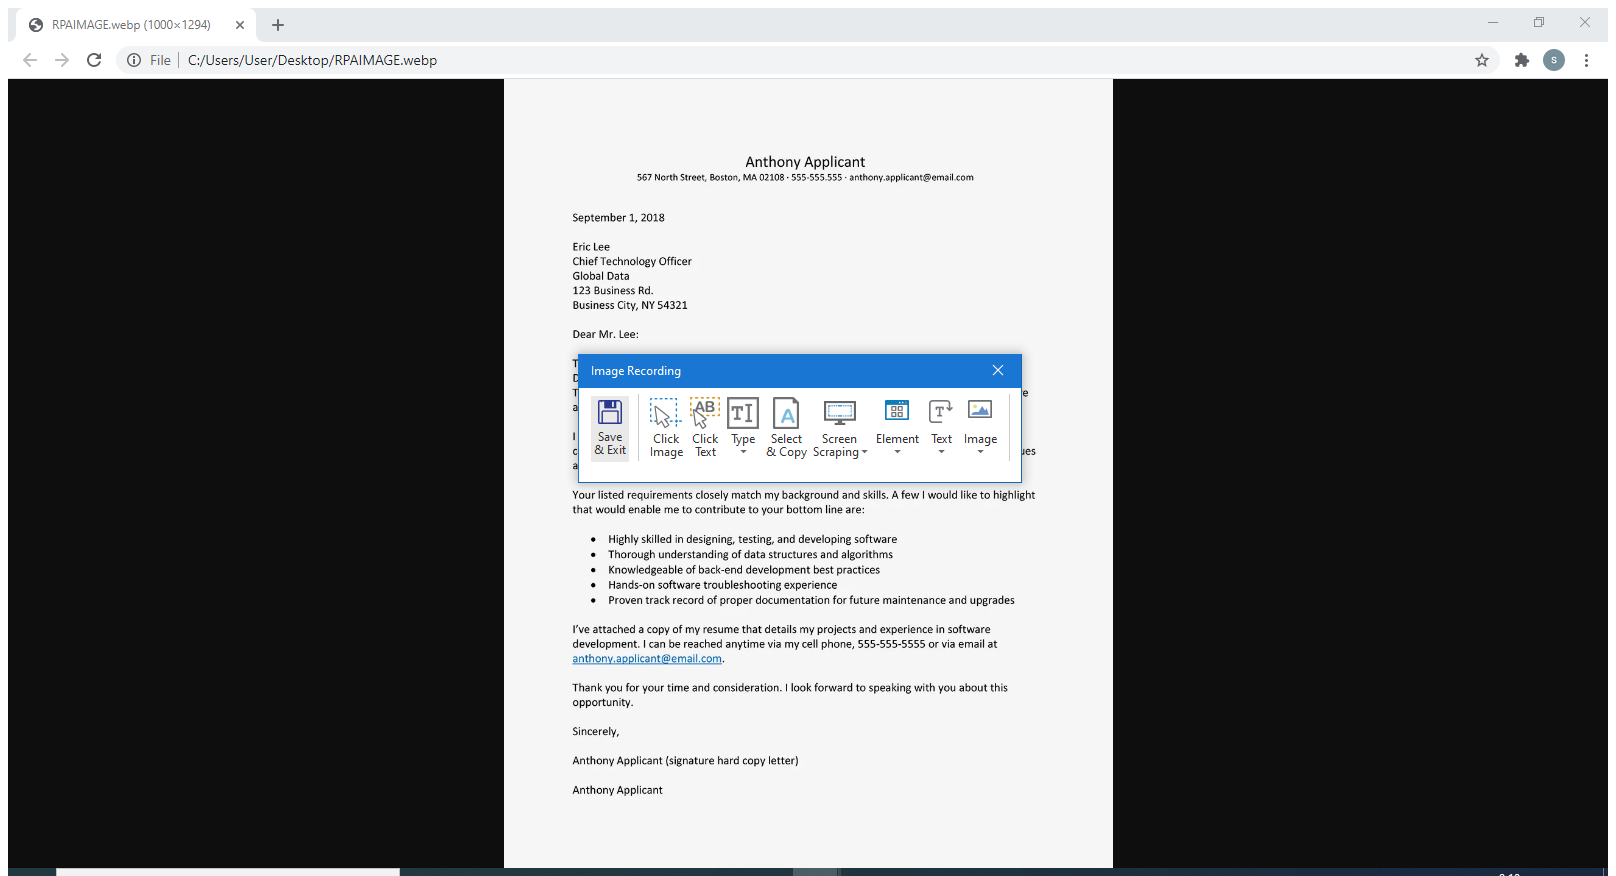 RPAIMAGE.webp (1000×1294)
File
C:/Users/User/Desktop/RPAIMAGE.webp
S
Anthony Applicant
567 North Street, Boston, MA 02108 · 555-555.555 · anthony.applicant@email.com
September 1, 2018
Eric Lee
Chief Technology Officer
Global Data
123 Business Rd.
Business City, NY 54321
Dear Mr. Lee:
Image Recording
Save & Exit
Click Image
Click Text
Type
Select & Copy
Screen Scraping
Element
Text
Image
Your listed requirements closely match my background and skills. A few I would like to highlight
that would enable me to contribute to your bottom line are:
• Highly skilled in designing, testing, and developing software
• Thorough understanding of data structures and algorithms
• Knowledgeable of back-end development best practices
• Hands-on software troubleshooting experience
• Proven track record of proper documentation for future maintenance and upgrades
I've attached a copy of my resume that details my projects and experience in software
development. I can be reached anytime via my cell phone, 555-555-5555 or via email at
anthony.applicant@email.com.
Thank you for your time and consideration. I look forward to speaking with you about this
opportunity.
Sincerely,
Anthony Applicant (signature hard copy letter)
Anthony Applicant